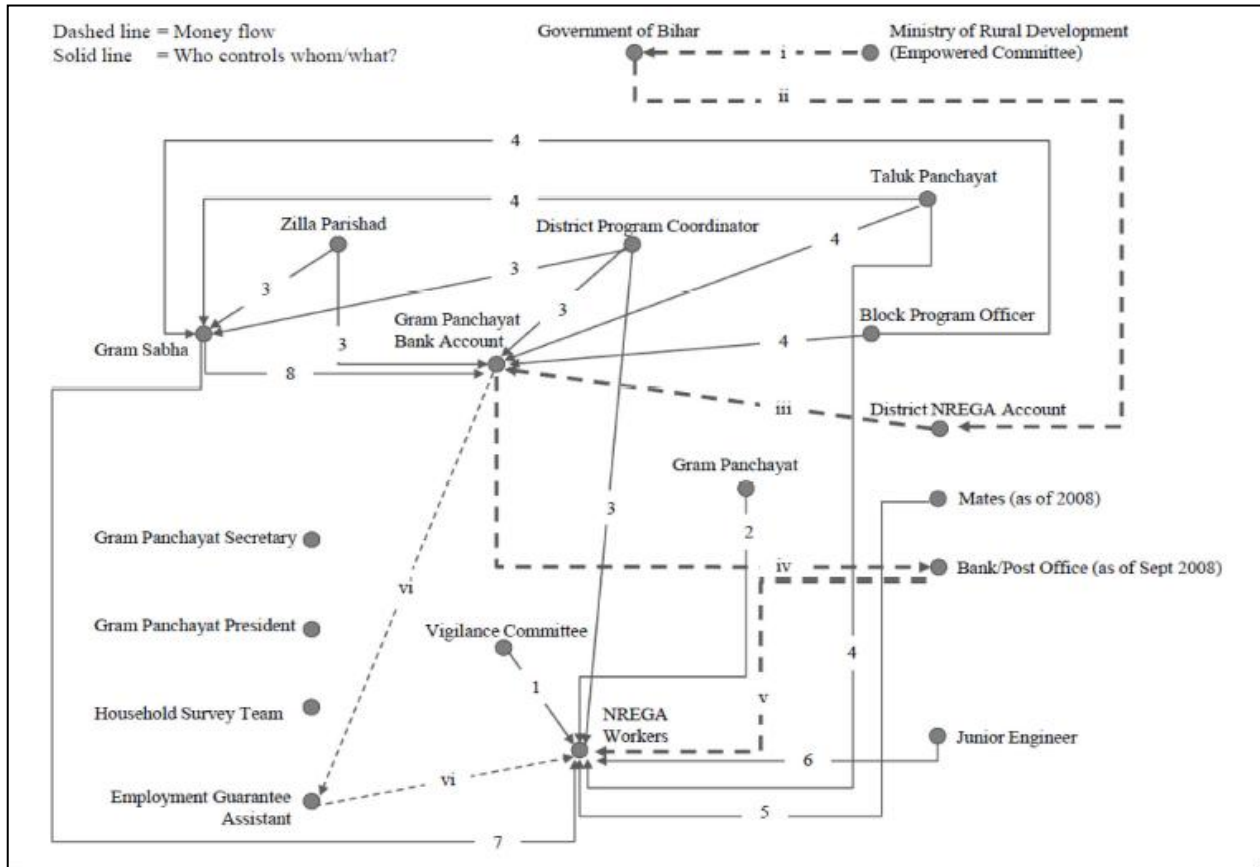 Dashed line = Money flow
Solid line = Who controls whom/what?
Government of Bihar
Ministry of Rural Development
(Empowered Committee)
i
ii
4
Taluk Panchayat
4
Zilla Parishad
District Program Coordinator
4
3
3
3
Gram Panchayat
Bank Account
Block Program Officer
Gram Sabha
3
4
8
iii
District NREGA Account
Gram Panchayat
3
Mates (as of 2008)
2
Gram Panchayat Secretary
iv
Bank/Post Office (as of Sept 2008)
vi
Gram Panchayat President
Vigilance Committee
4
1
v
Household Survey Team
NREGA
Workers
Junior Engineer
6
vi
Employment Guarantee
Assistant
5
7